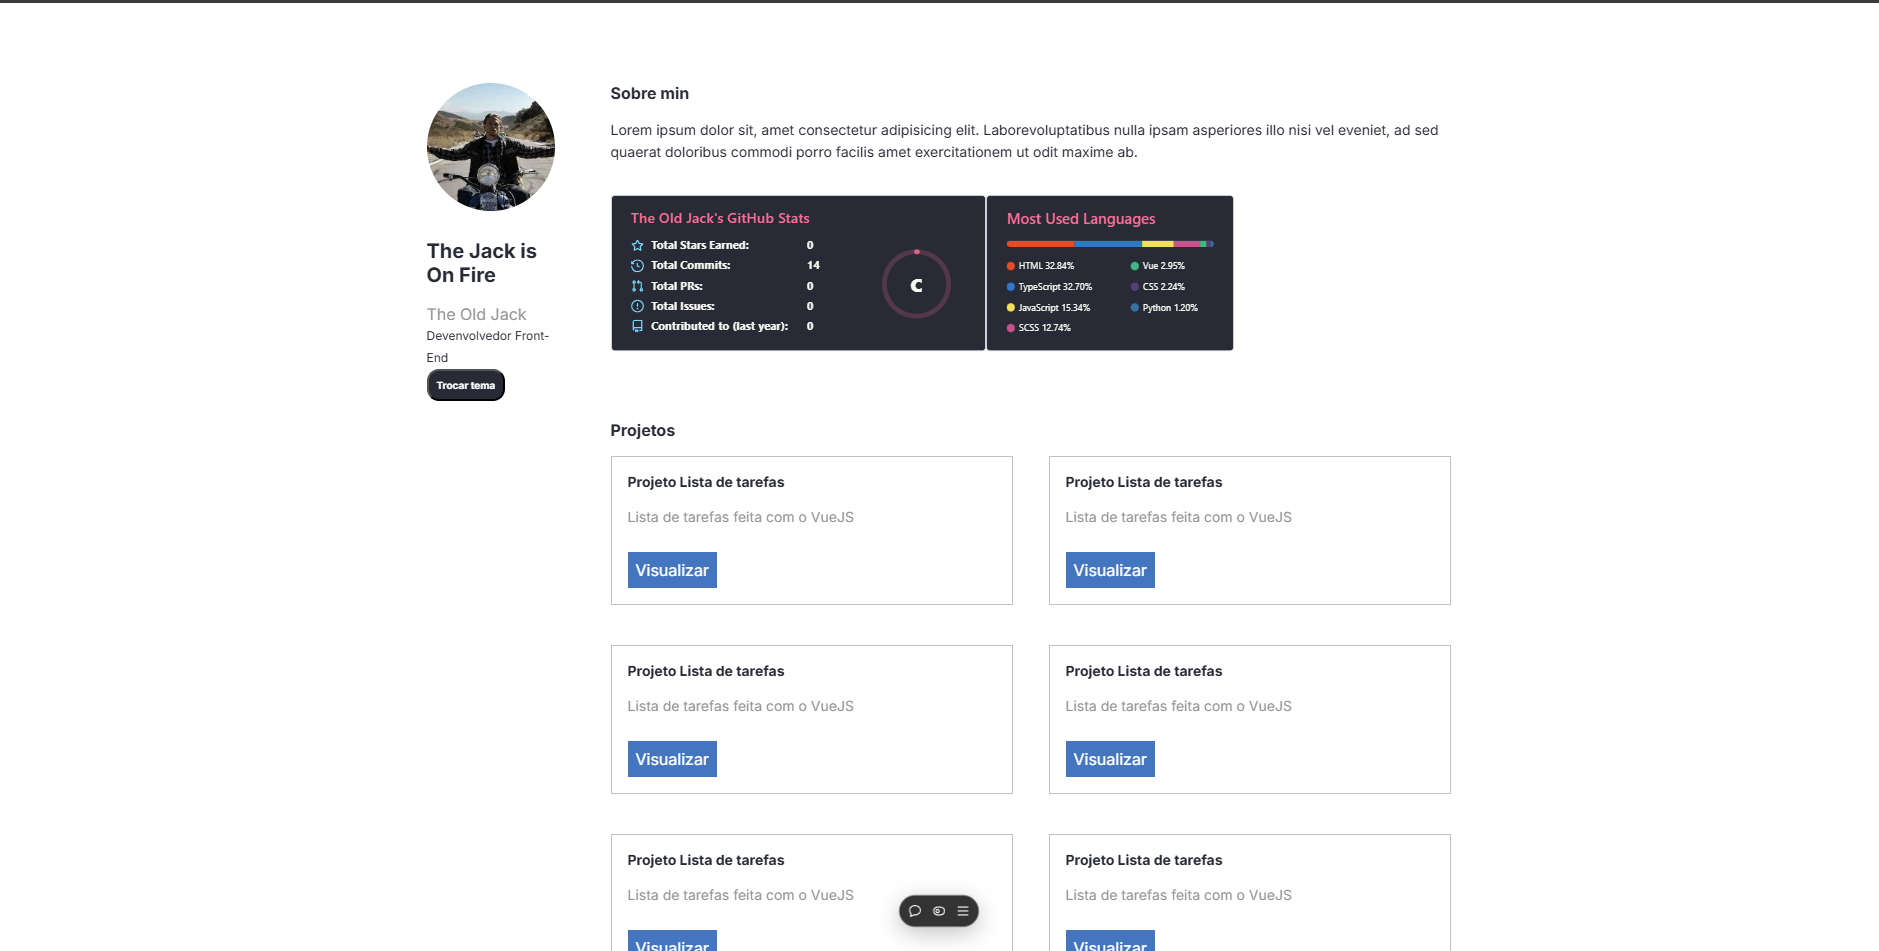 The Jack is
On Fire
The Old Jack
Devenvolvedor Front-
End
Trocar tema
Sobre min
Lorem ipsum dolor sit, amet consectetur adipisicing elit. Laborevoluptatibus nulla ipsam asperiores illo nisi vel eveniet, ad sed
quaerat doloribus commodi porro facilis amet exercitationem ut odit maxime ab.
The Old Jack's GitHub Stats
Total Stars Earned: 0
Total Commits: 14
Total PRs: 0
Total Issues: 0
Contributed to (last year): 0
C
Most Used Languages
HTML 32.84%
TypeScript 32.70%
JavaScript 15.34%
SCSS 12.74%
Vue 2.95%
CSS 2.24%
Python 1.20%
Projetos
Projeto Lista de tarefas
Lista de tarefas feita com o VueJS
Visualizar
Projeto Lista de tarefas
Lista de tarefas feita com o VueJS
Visualizar
Projeto Lista de tarefas
Lista de tarefas feita com o VueJS
Visualizar
Projeto Lista de tarefas
Lista de tarefas feita com o VueJS
Visualizar
Projeto Lista de tarefas
Lista de tarefas feita com o VueJS
Visualizar
Projeto Lista de tarefas
Lista de tarefas feita com o VueJS
Visualizar